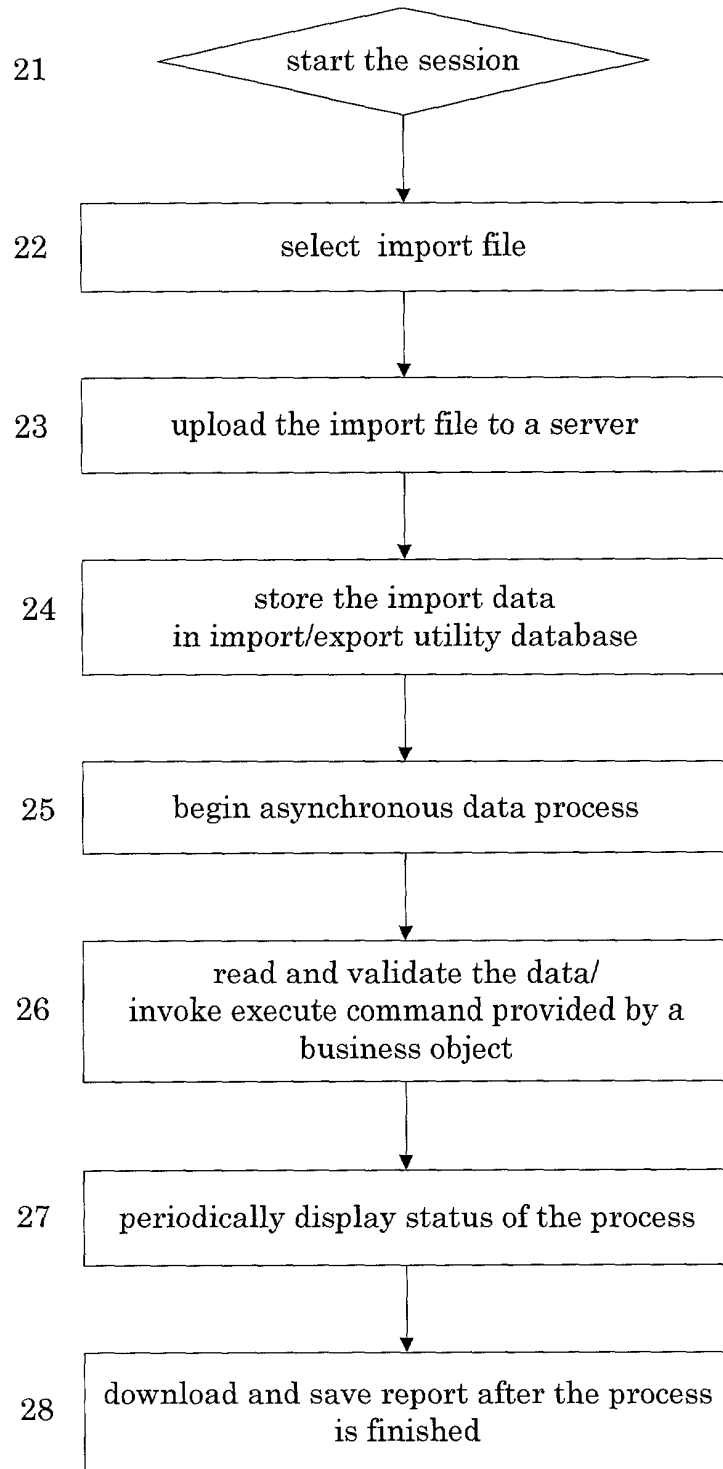 21 start the session
22 select import file
23 upload the import file to a server
24 store the import data
in import/export utility database
25 begin asynchronous data process
26 read and validate the data/
invoke execute command provided by a
business object
27 periodically display status of the process
28 download and save report after the process
is finished